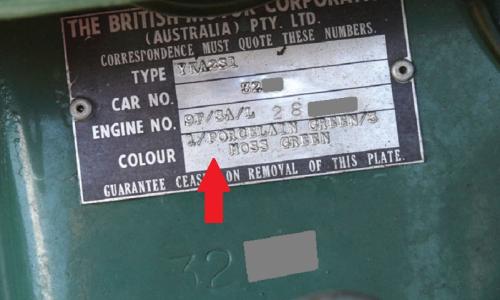 THE BRITISH MOTOR CORPORATION
(AUSTRALIA) PTY. LTD.
CORRESPONDENCE MUST QUOTE THESE NUMBERS.
TYPE YMA2S1
CAR NO. 32
ENGINE NO. 9F/SA/L 28
COLOUR 1/PORCELAIN GREEN/3
MOSS GREEN
GUARANTEE CEASES ON REMOVAL OF THIS PLATE.
32